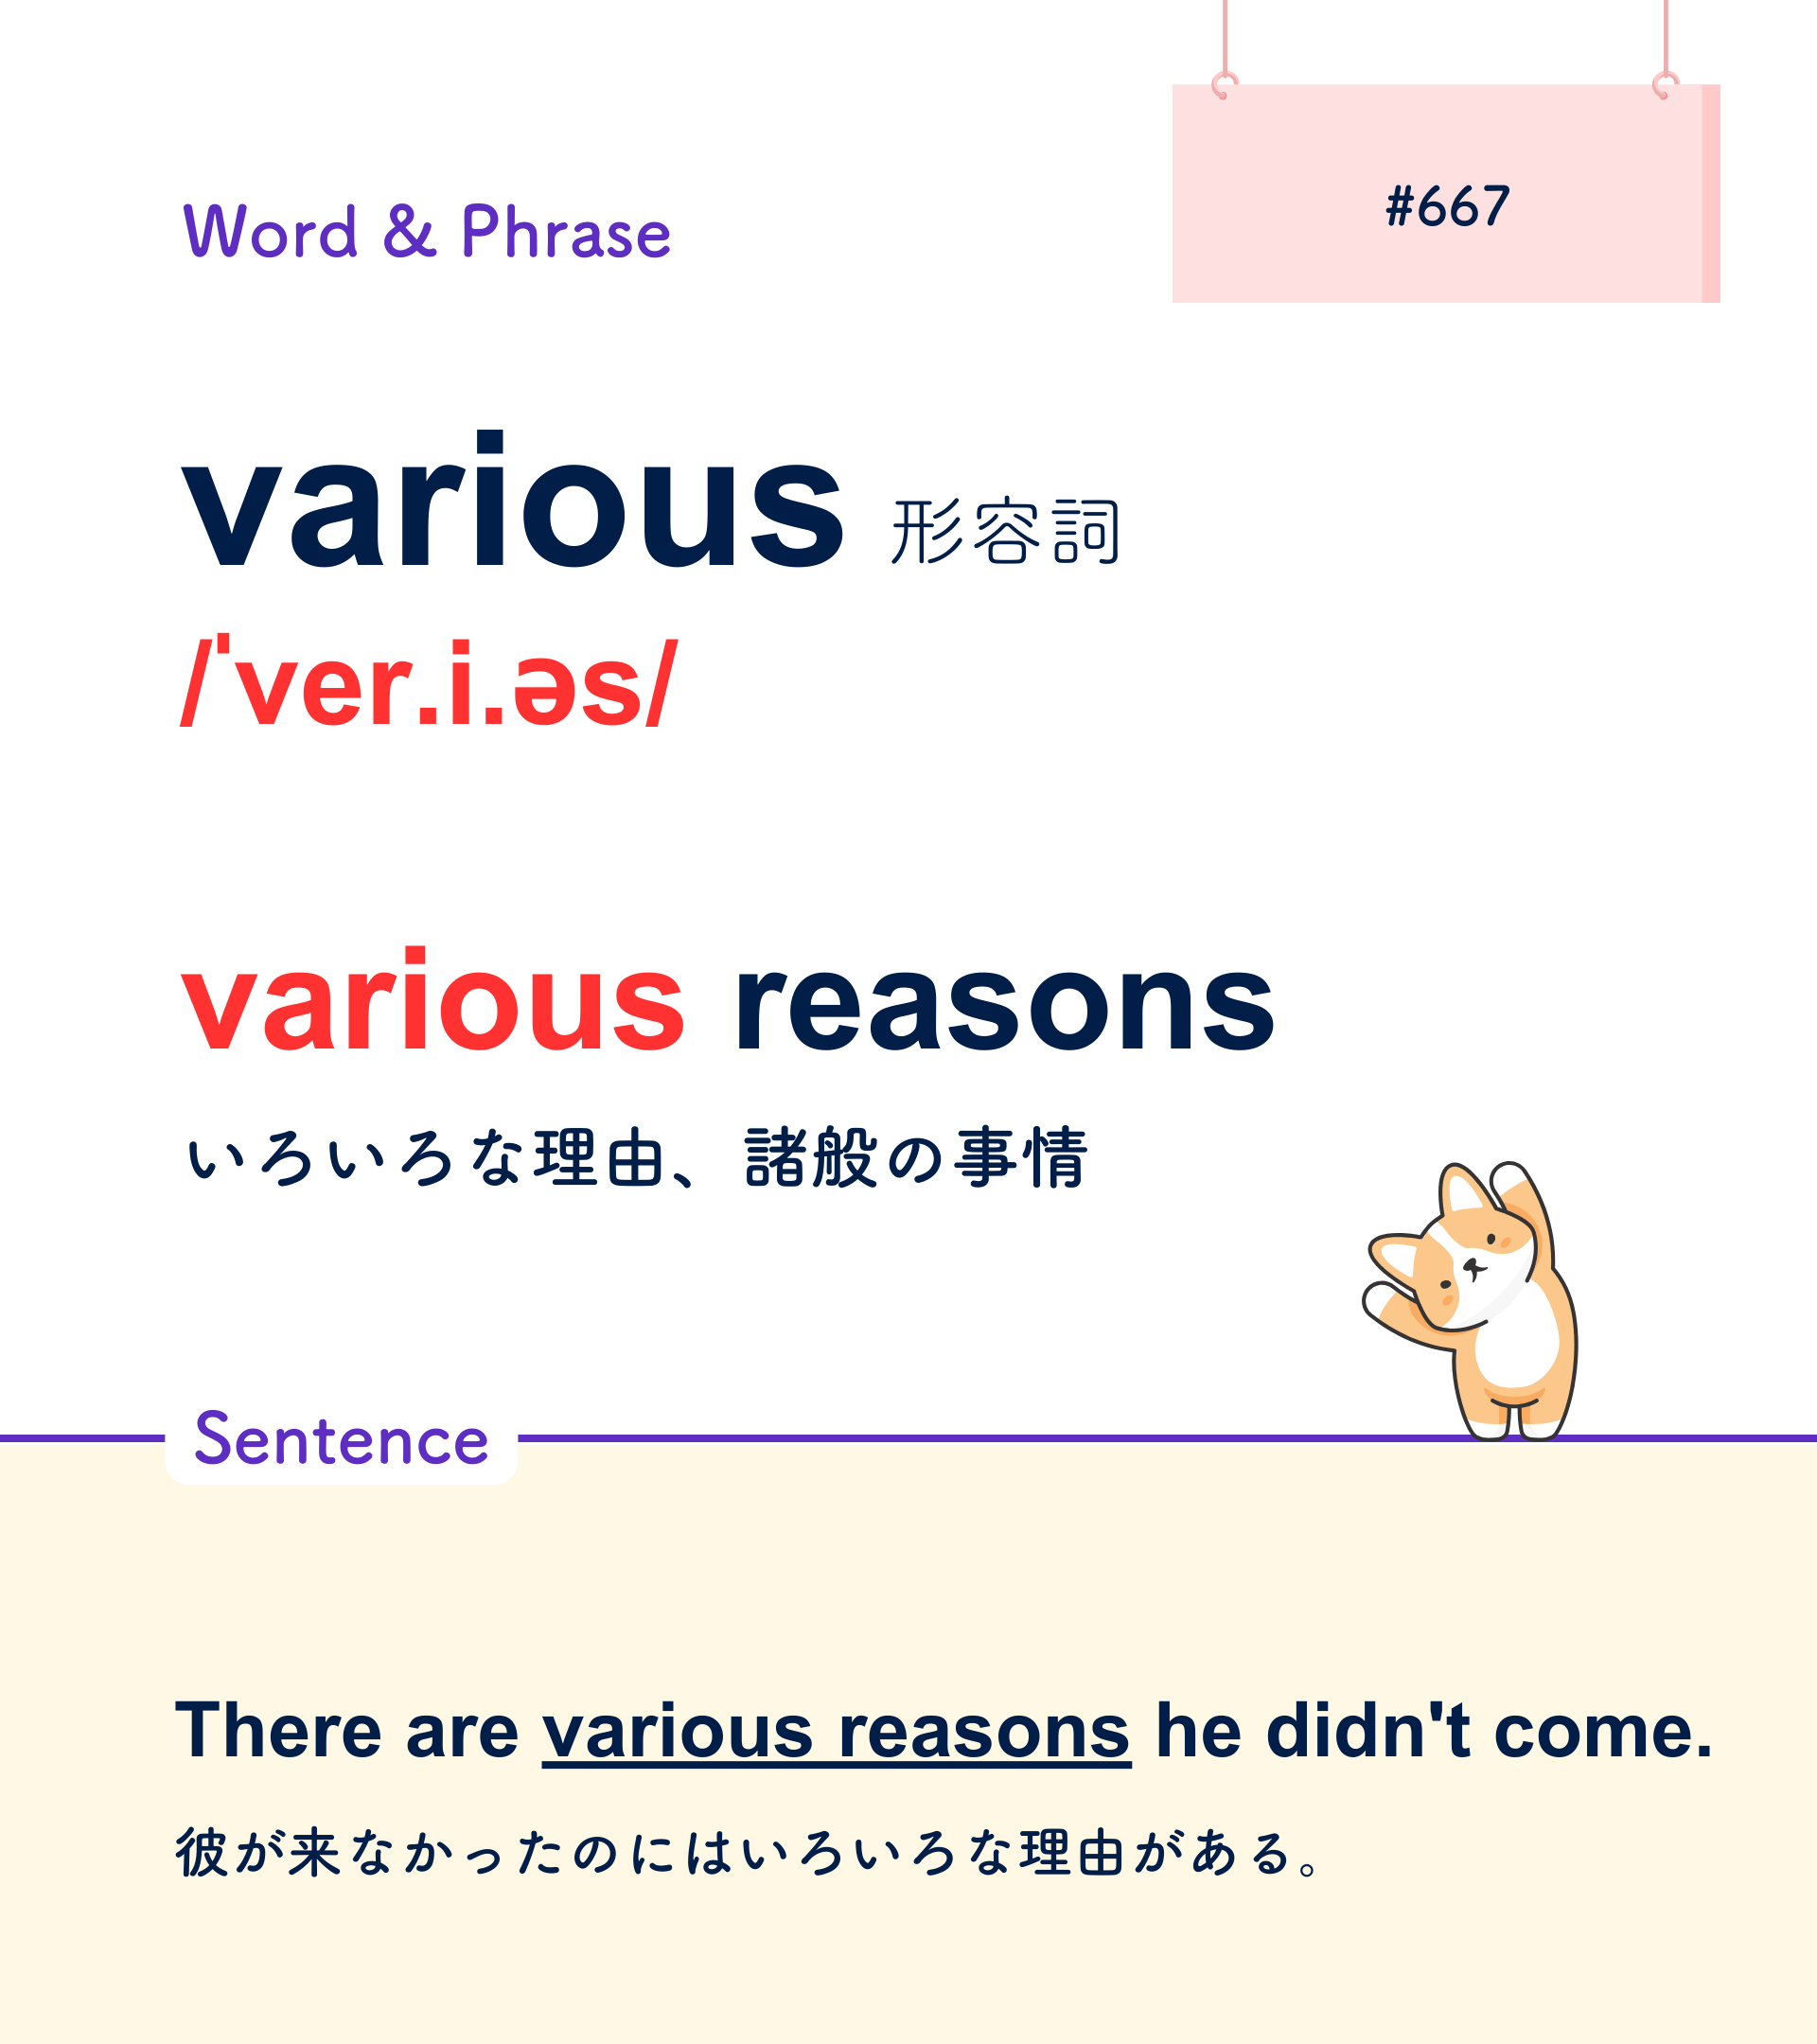 #667
Word & Phrase
various 形容詞
/ˈver.i.əs/
various reasons
いろいろな理由、諸般の事情
Sentence
There are various reasons he didn't come.
彼が来なかったのにはいろいろな理由がある。